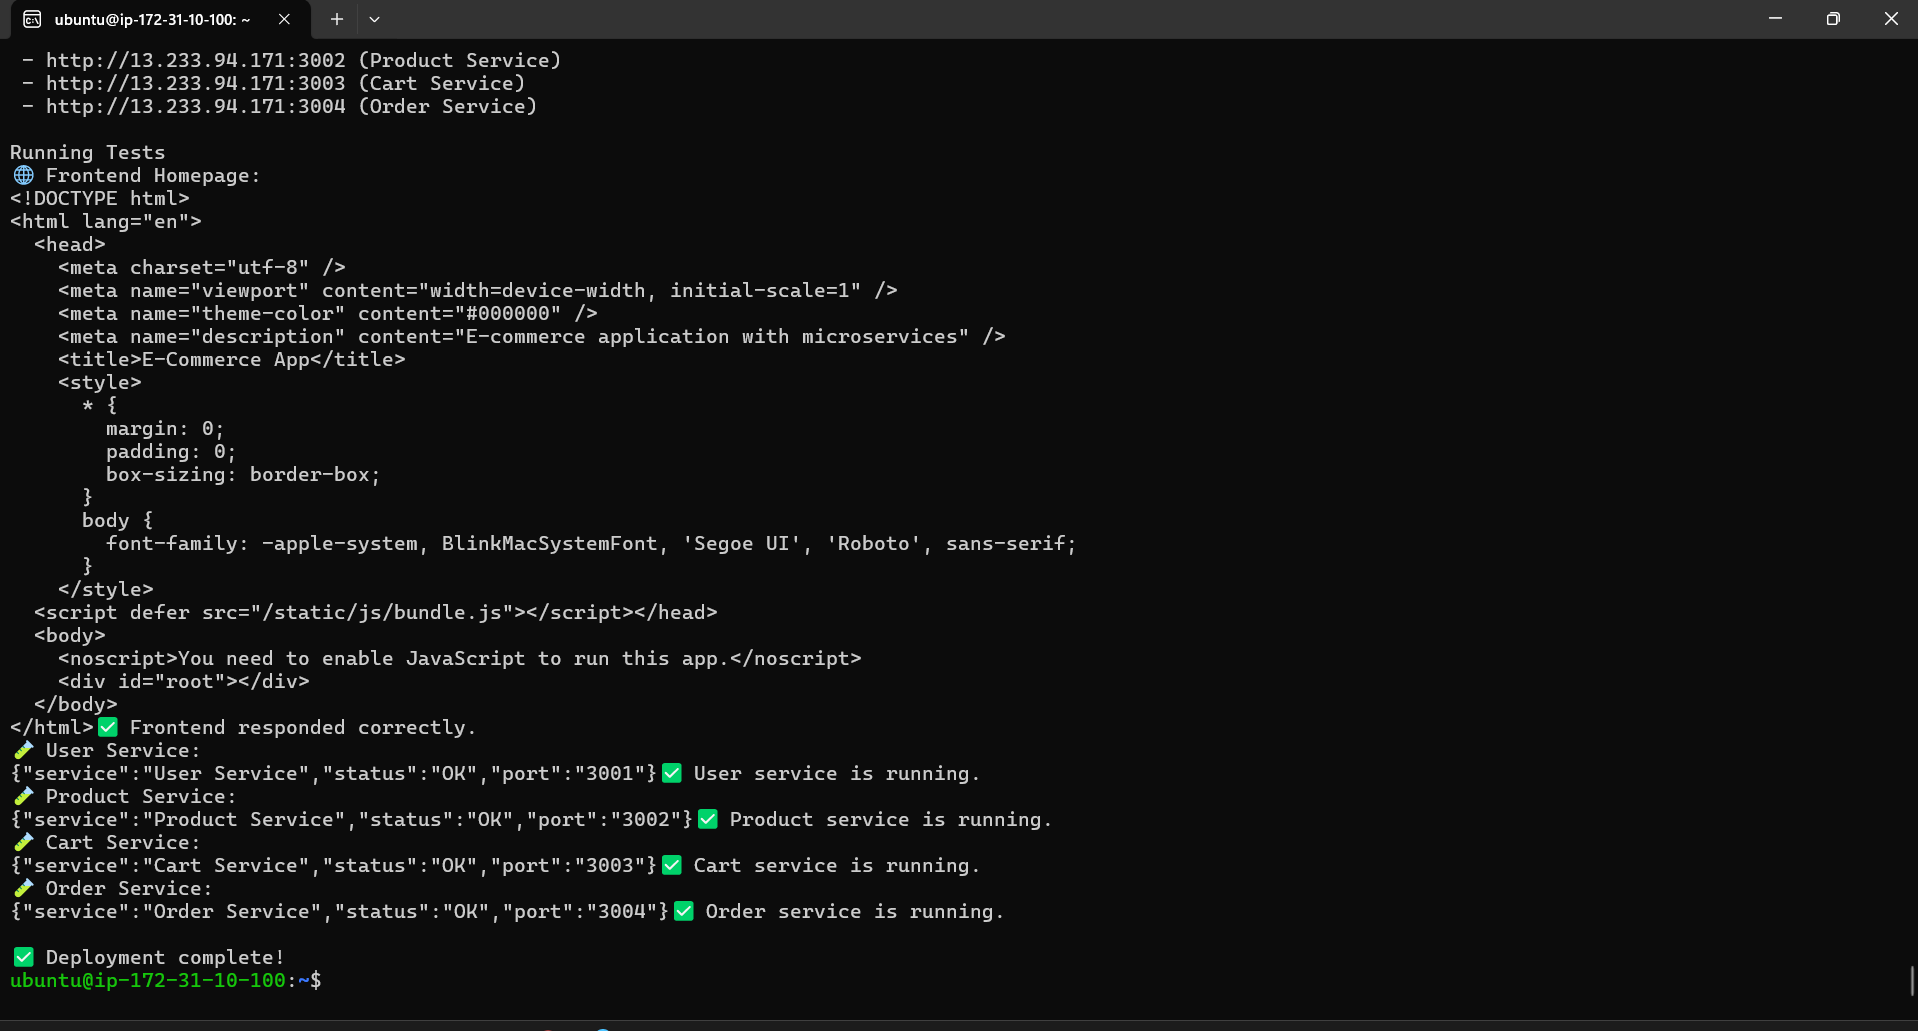 ubuntu@ip-172-31-10-100: ~
- http://13.233.94.171:3002 (Product Service)
- http://13.233.94.171:3003 (Cart Service)
- http://13.233.94.171:3004 (Order Service)
Running Tests
🌐 Frontend Homepage:
<!DOCTYPE html>
<html lang="en">
<head>
<meta charset="utf-8" />
<meta name="viewport" content="width=device-width, initial-scale=1" />
<meta name="theme-color" content="#000000" />
<meta name="description" content="E-commerce application with microservices" />
<title>E-Commerce App</title>
<style>
* {
margin: 0;
padding: 0;
box-sizing: border-box;
}
body {
font-family: -apple-system, BlinkMacSystemFont, 'Segoe UI', 'Roboto', sans-serif;
}
</style>
<script defer src="/static/js/bundle.js"></script></head>
<body>
<noscript>You need to enable JavaScript to run this app.</noscript>
<div id="root"></div>
</body>
</html>✅ Frontend responded correctly.
🧪 User Service:
{"service":"User Service","status":"OK","port":"3001"}✅ User service is running.
🧪 Product Service:
{"service":"Product Service","status":"OK","port":"3002"}✅ Product service is running.
🧪 Cart Service:
{"service":"Cart Service","status":"OK","port":"3003"}✅ Cart service is running.
🧪 Order Service:
{"service":"Order Service","status":"OK","port":"3004"}✅ Order service is running.
✅ Deployment complete!
ubuntu@ip-172-31-10-100:~$